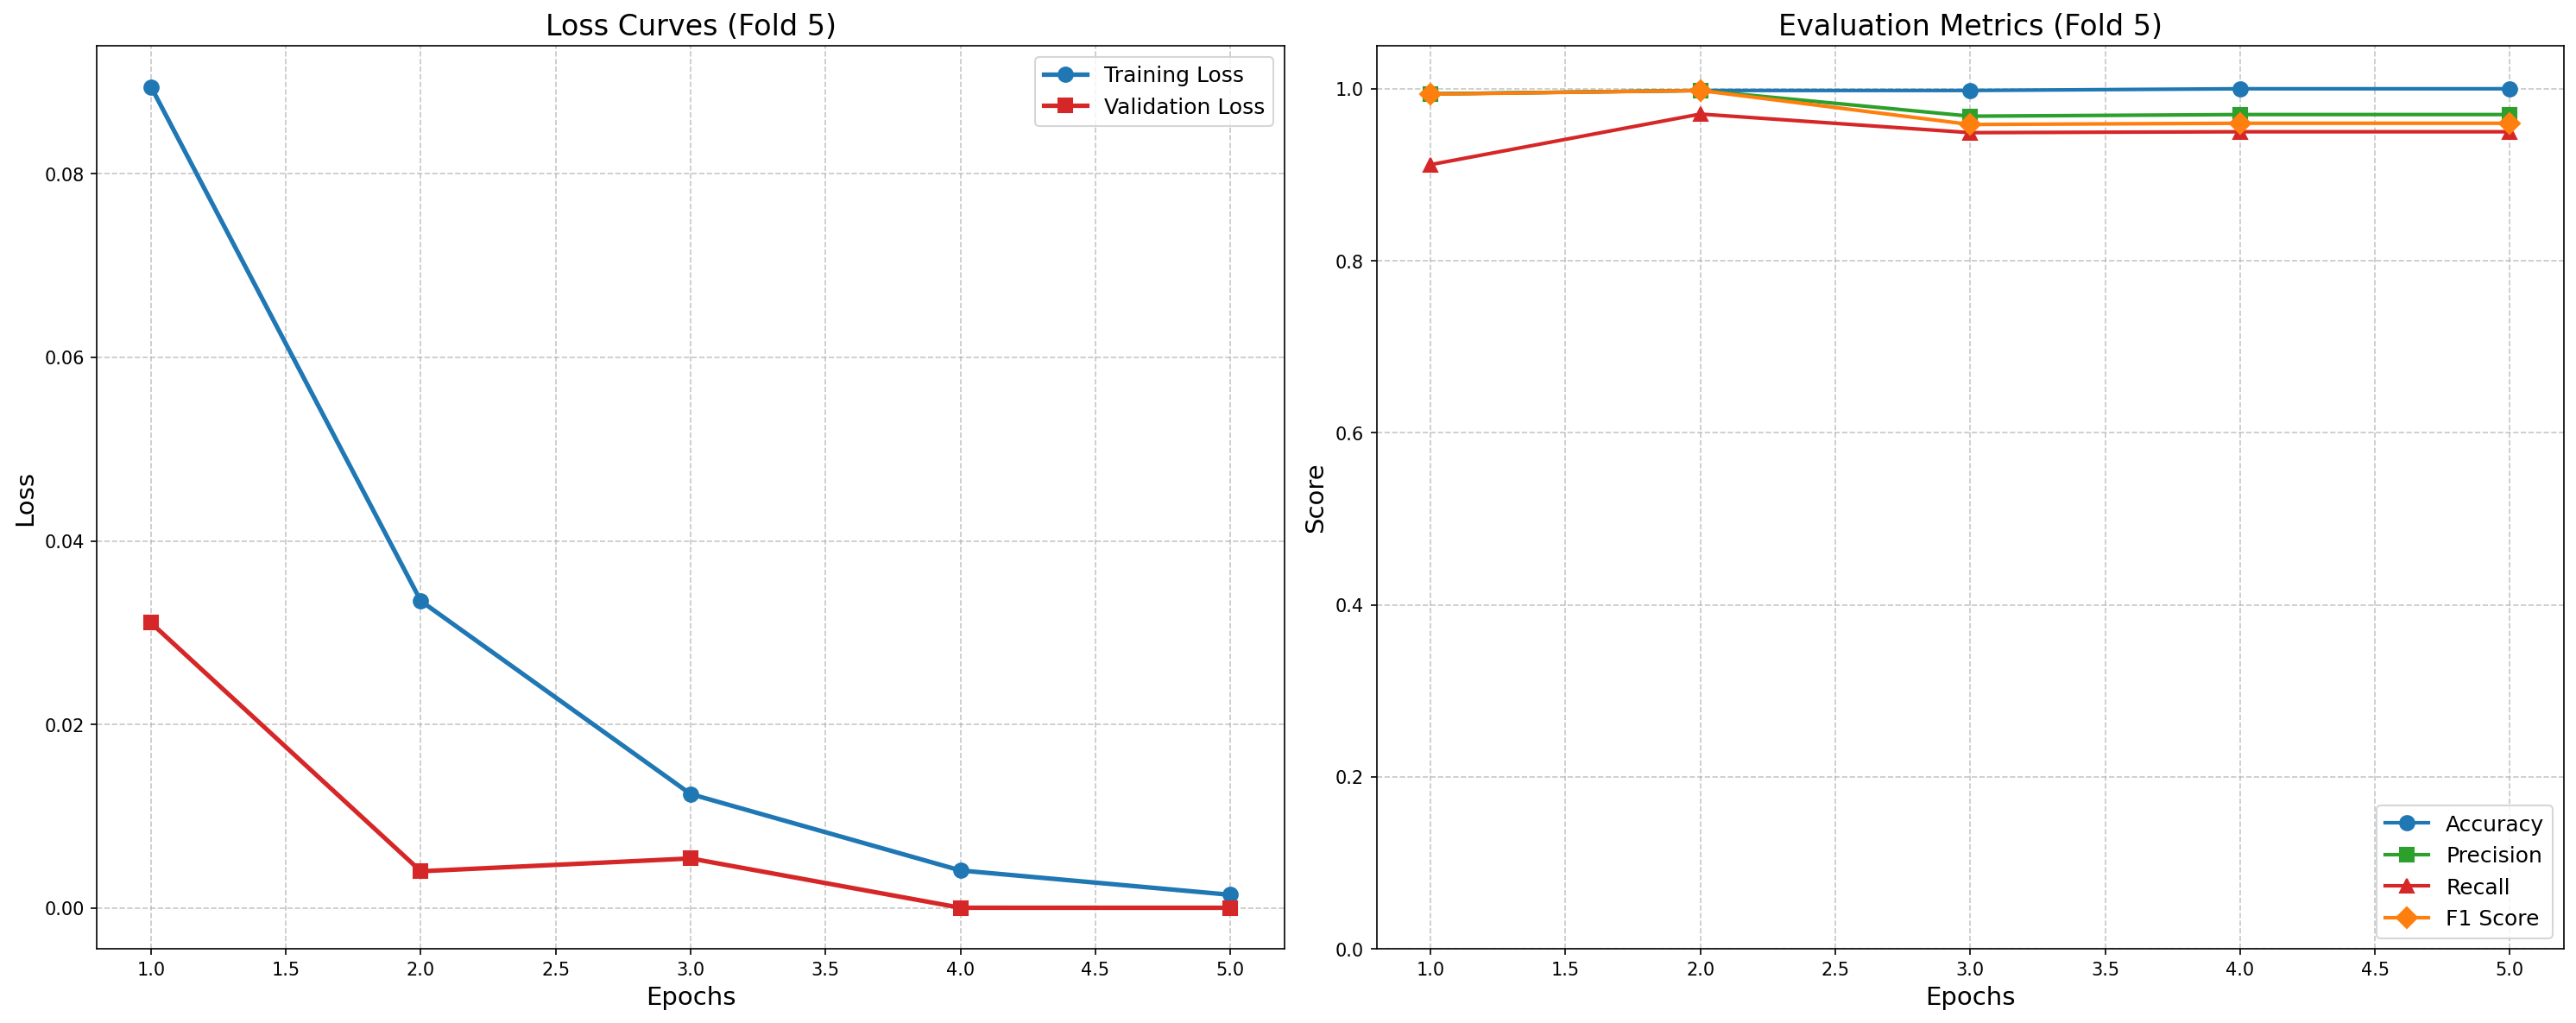 Loss Curves (Fold 5)
Training Loss
Validation Loss
Loss
0.08
0.06
0.04
0.02
0.00
1.0 1.5 2.0 2.5 3.0 3.5 4.0 4.5 5.0
Epochs
Evaluation Metrics (Fold 5)
Score
1.0
0.8
0.6
0.4
0.2
0.0
Accuracy
Precision
Recall
F1 Score
1.0 1.5 2.0 2.5 3.0 3.5 4.0 4.5 5.0
Epochs